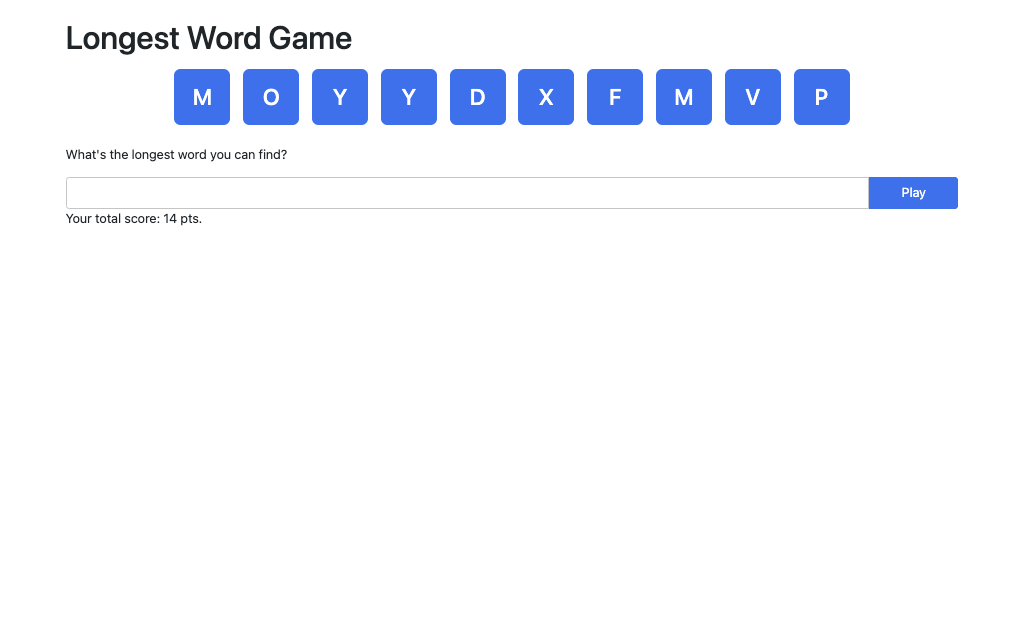 Longest Word Game
M O Y Y D X F M V P
What's the longest word you can find?
Play
Your total score: 14 pts.